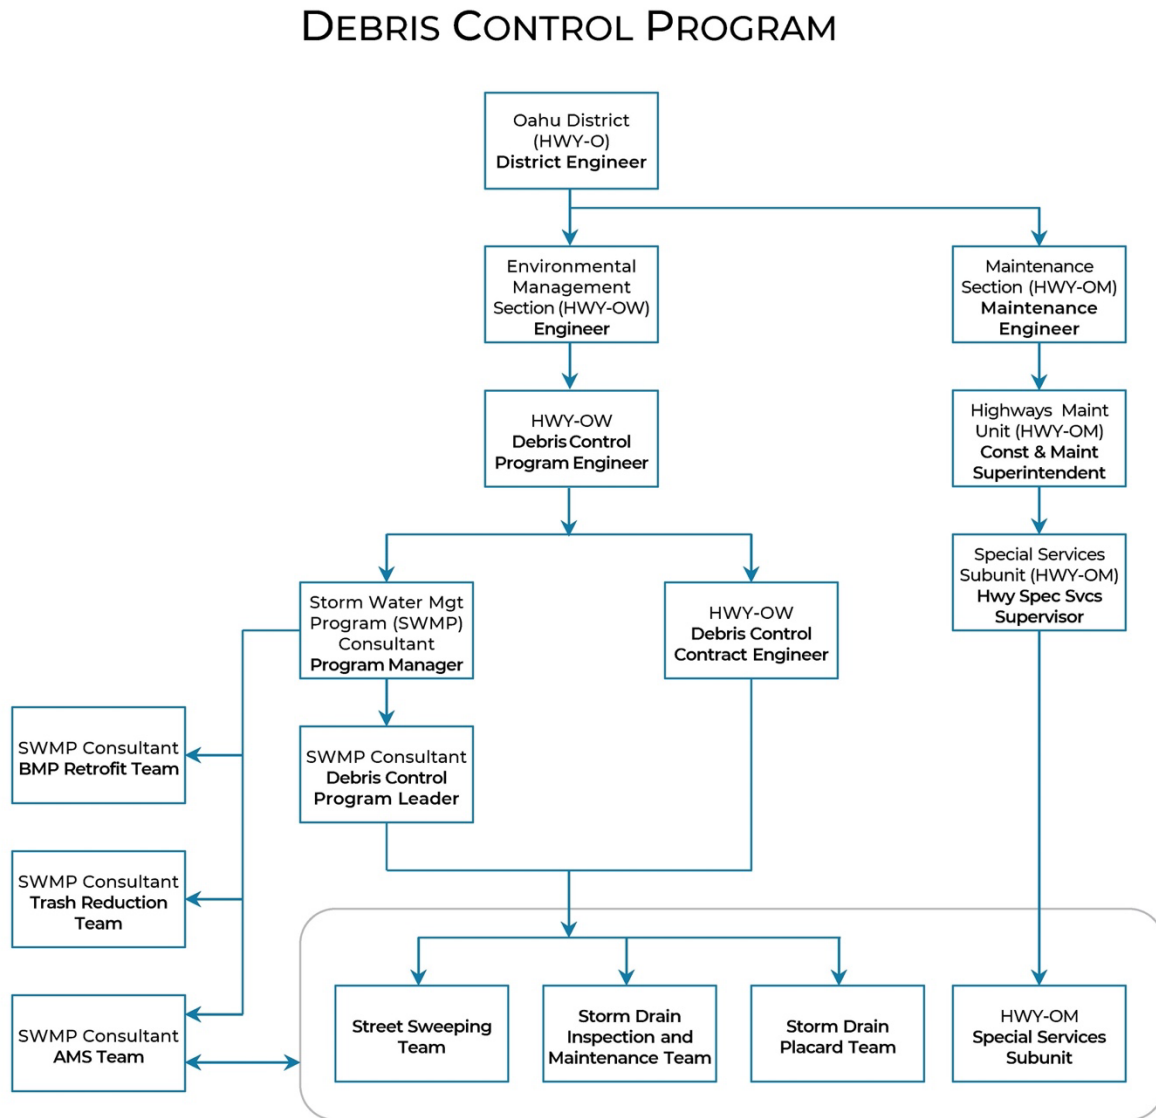 DEBRIS CONTROL PROGRAM
Oahu District
(HWY-O)
District Engineer
Environmental
Management
Section (HWY-OW)
Engineer
Maintenance
Section (HWY-OM)
Maintenance
Engineer
HWY-OW
Debris Control
Program Engineer
Highways Maint
Unit (HWY-OM)
Const & Maint
Superintendent
Storm Water Mgt
Program (SWMP)
Consultant
Program Manager
HWY-OW
Debris Control
Contract Engineer
Special Services
Subunit (HWY-OM)
Hwy Spec Svcs
Supervisor
SWMP Consultant
BMP Retrofit Team
SWMP Consultant
Debris Control
Program Leader
SWMP Consultant
Trash Reduction
Team
SWMP Consultant
AMS Team
Street Sweeping
Team
Storm Drain
Inspection and
Maintenance Team
Storm Drain
Placard Team
HWY-OM
Special Services
Subunit